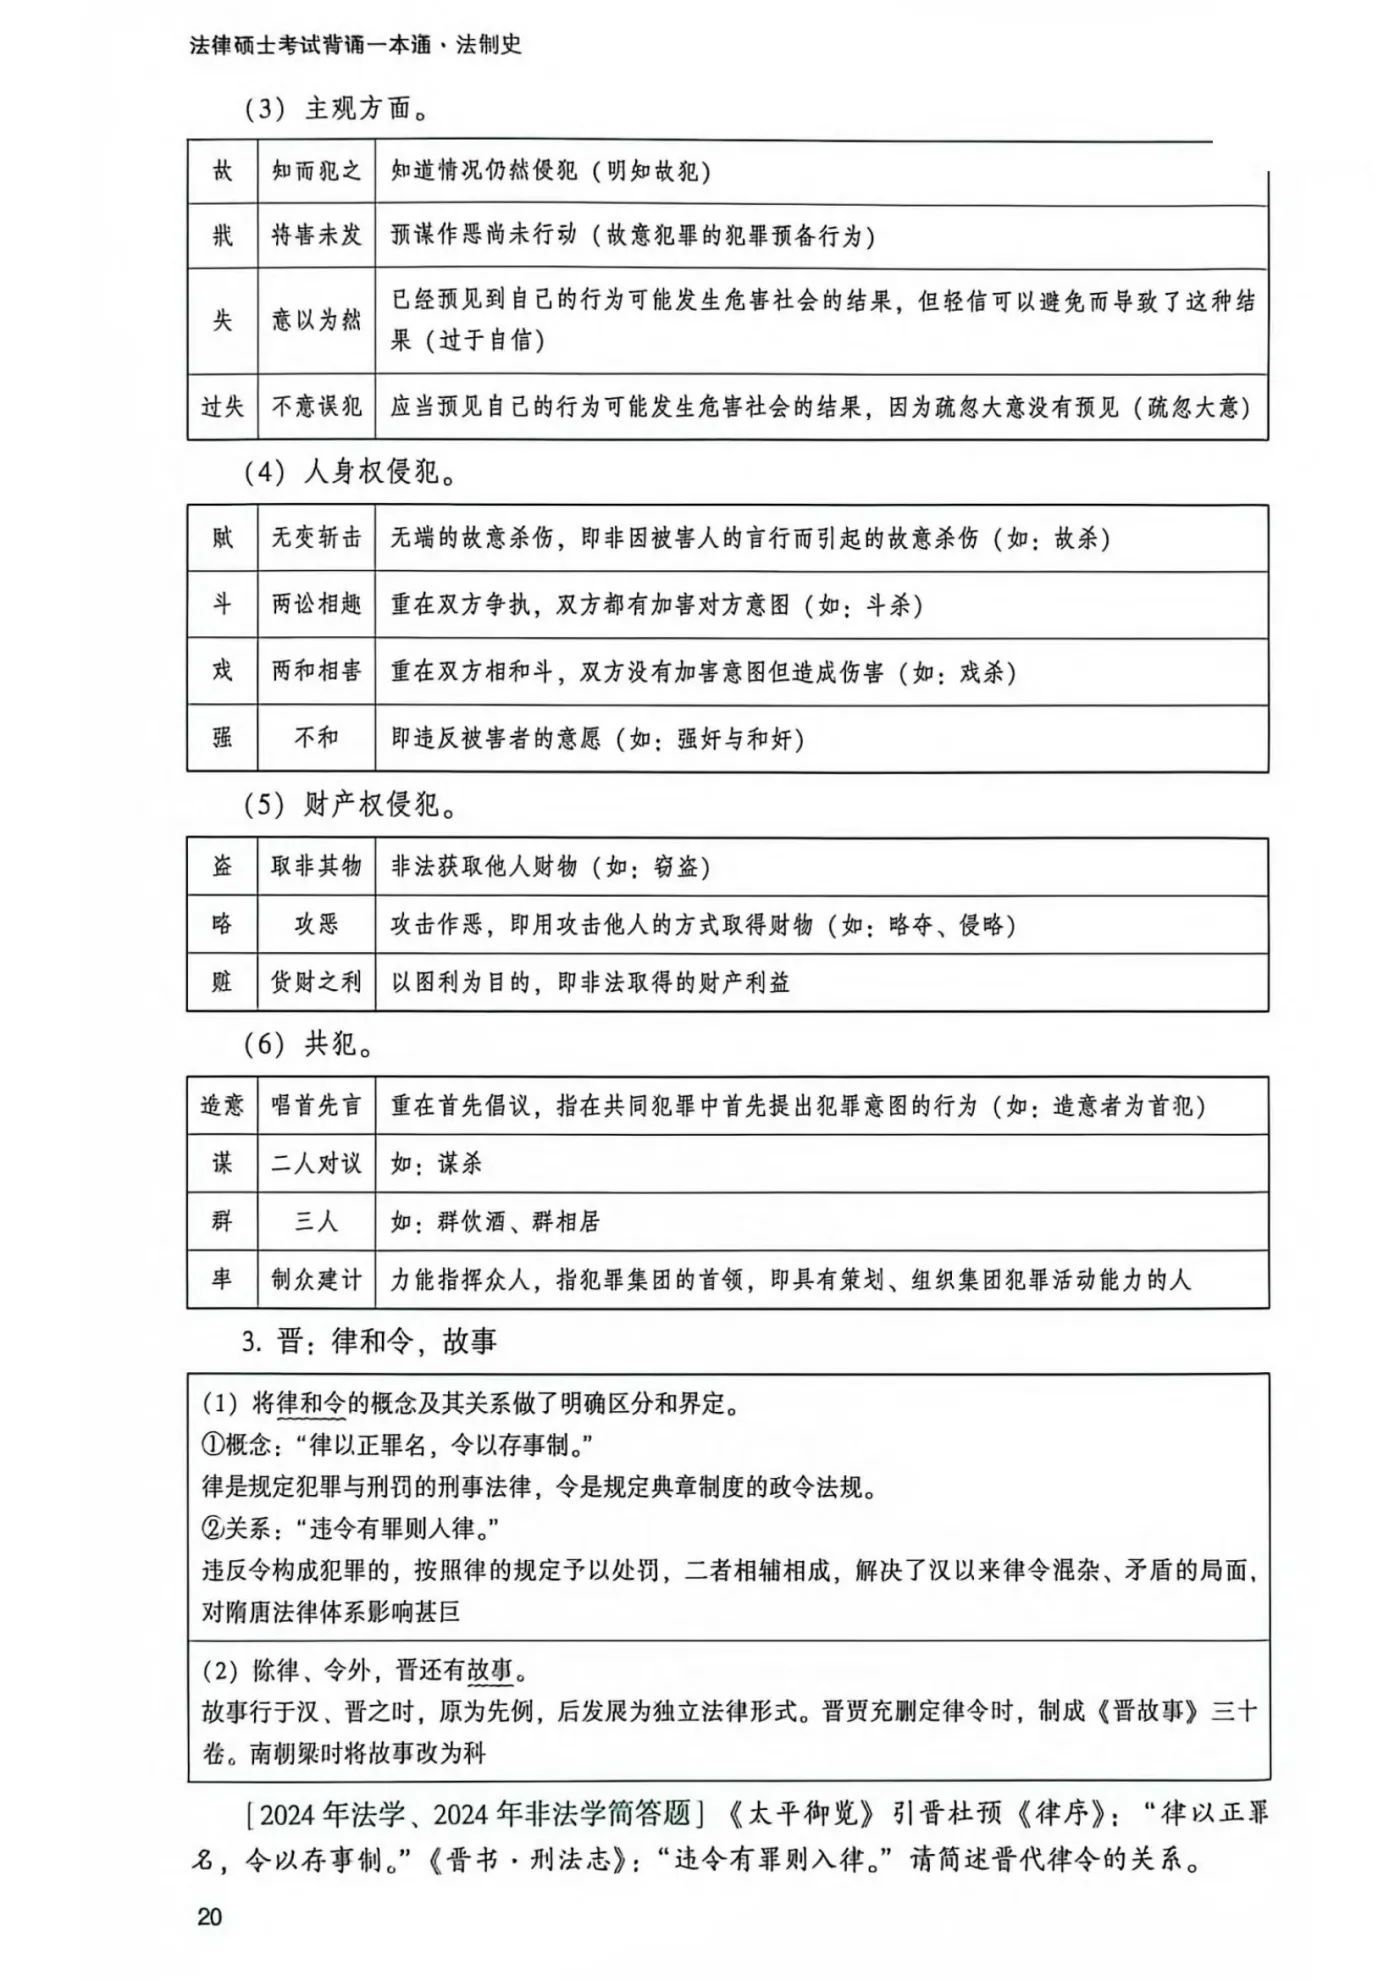 法律硕士考试背诵一本通·法制史
（3）主观方面。
故 知而犯之 知道情况仍然侵犯（明知故犯）
戕 将害未发 预谋作恶尚未行动（故意犯罪的犯罪预备行为）
失 意以为然 已经预见到自己的行为可能发生危害社会的结果，但轻信可以避免而导致了这种结
果（过于自信）
过失 不意误犯 应当预见自己的行为可能发生危害社会的结果，因为疏忽大意没有预见（疏忽大意）
（4）人身权侵犯。
贼 无变斩击 无端的故意杀伤，即非因被害人的言行而引起的故意杀伤（如：故杀）
斗 两讼相趣 重在双方争执，双方都有加害对方意图（如：斗杀）
戏 两和相害 重在双方相和斗，双方没有加害意图但造成伤害（如：戏杀）
强 不和 即违反被害者的意愿（如：强奸与和奸）
（5）财产权侵犯。
盗 取非其物 非法获取他人财物（如：窃盗）
略 攻恶 攻击作恶，即用攻击他人的方式取得财物（如：略夺、侵略）
赃 货财之利 以图利为目的，即非法取得的财产利益
（6）共犯。
造意 唱首先言 重在首先倡议，指在共同犯罪中首先提出犯罪意图的行为（如：造意者为首犯）
谋 二人对议 如：谋杀
群 三人 如：群饮酒、群相居
率 制众建计 力能指挥众人，指犯罪集团的首领，即具有策划、组织集团犯罪活动能力的人
3. 晋：律和令，故事
（1）将律和令的概念及其关系做了明确区分和界定。
①概念：“律以正罪名，令以存事制。”
律是规定犯罪与刑罚的刑事法律，令是规定典章制度的政令法规。
②关系：“违令有罪则入律。”
违反令构成犯罪的，按照律的规定予以处罚，二者相辅相成，解决了汉以来律令混杂、矛盾的局面，
对隋唐法律体系影响甚巨
（2）除律、令外，晋还有故事。
故事行于汉、晋之时，原为先例，后发展为独立法律形式。晋贾充删定律令时，制成《晋故事》三十
卷。南朝梁时将故事改为科
［2024年法学、2024年非法学简答题］《太平御览》引晋杜预《律序》：“律以正罪
名，令以存事制。”《晋书·刑法志》：“违令有罪则入律。”请简述晋代律令的关系。
20